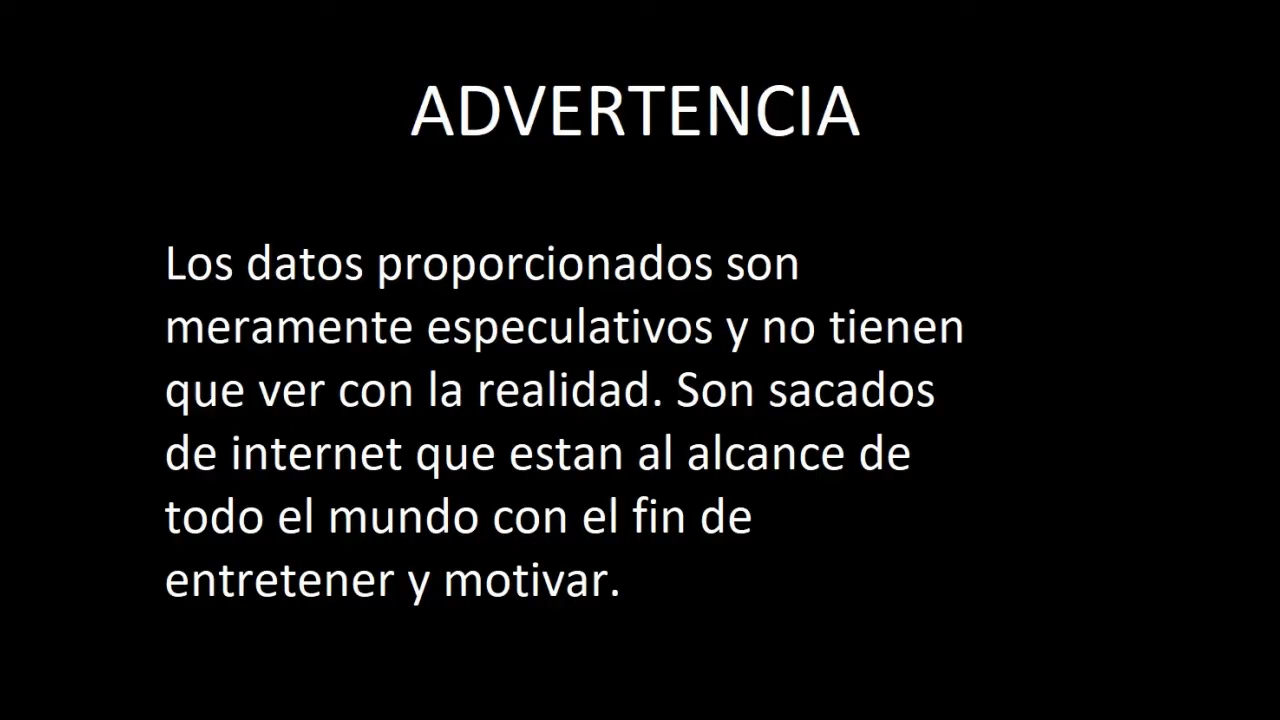 ADVERTENCIA
Los datos proporcionados son
meramente especulativos y no tienen
que ver con la realidad. Son sacados
de internet que estan al alcance de
todo el mundo con el fin de
entretener y motivar.